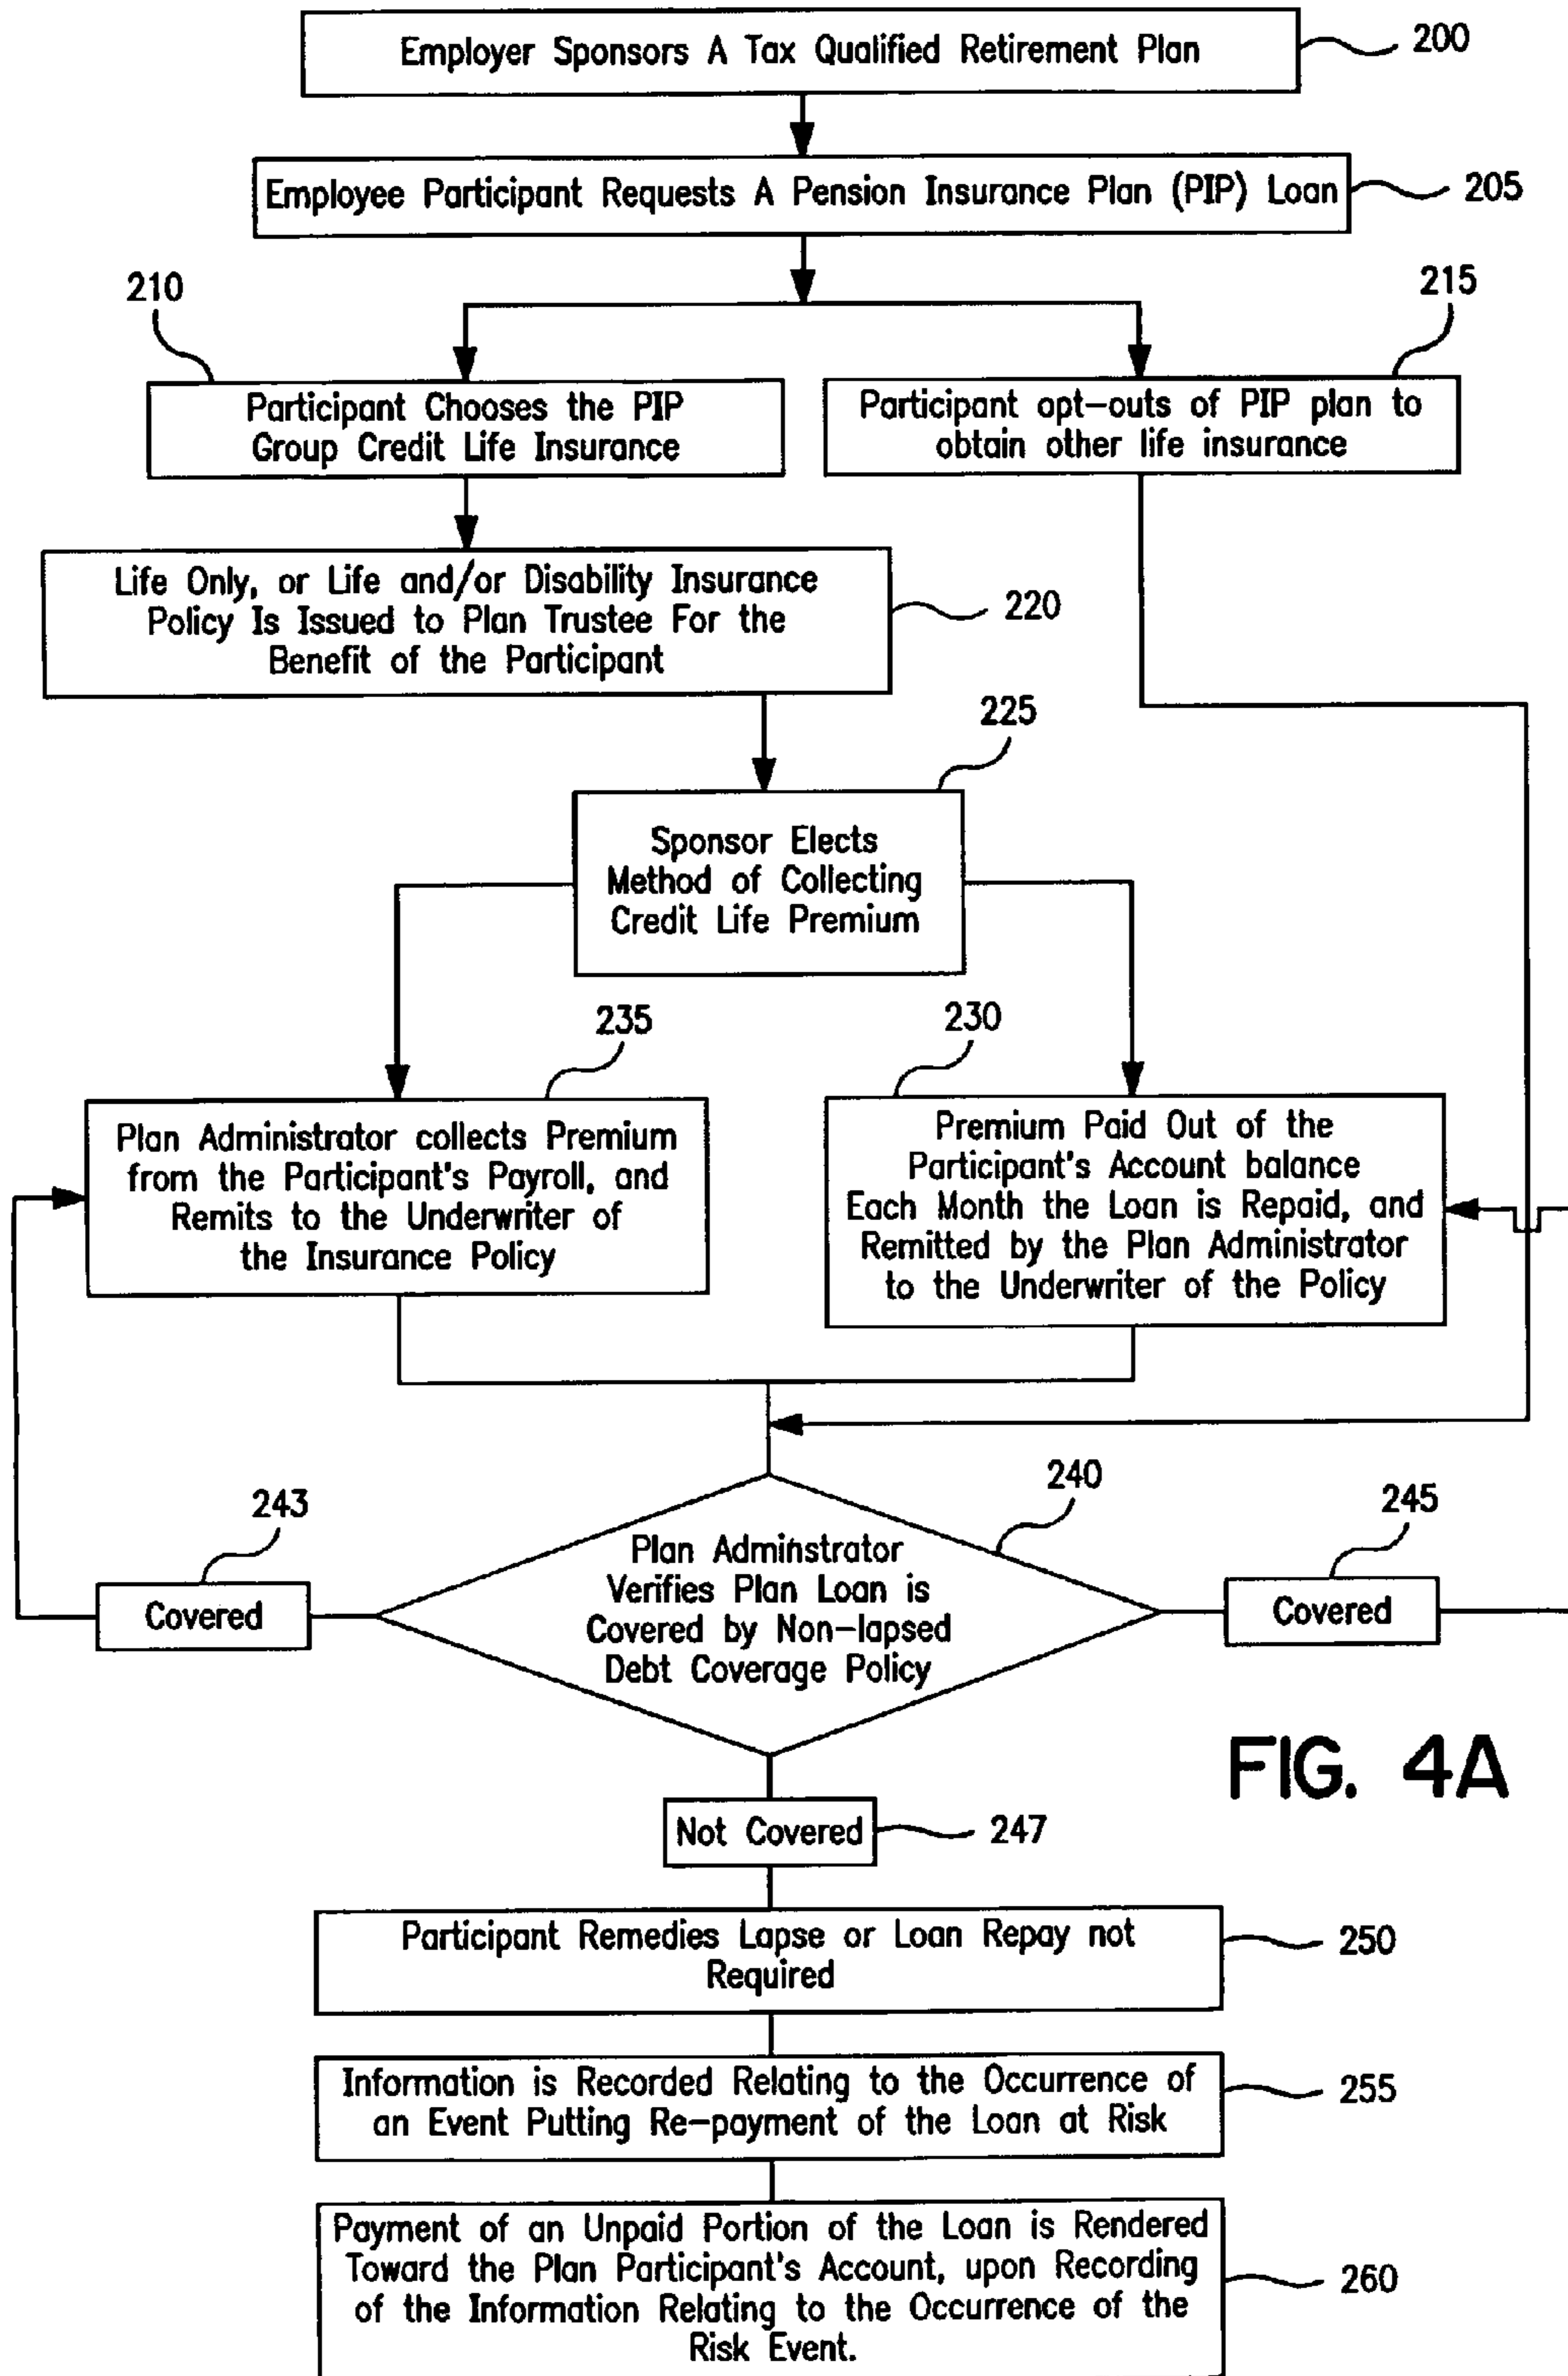 Employer Sponsors A Tax Qualified Retirement Plan
200
Employee Participant Requests A Pension Insurance Plan (PIP) Loan
205
210
215
Participant Chooses the PIP
Group Credit Life Insurance
Participant opt-outs of PIP plan to
obtain other life insurance
Life Only, or Life and/or Disability Insurance
Policy Is Issued to Plan Trustee For the
Benefit of the Participant
220
225
Sponsor Elects
Method of Collecting
Credit Life Premium
235
230
Plan Administrator collects Premium
from the Participant's Payroll, and
Remits to the Underwriter of
the Insurance Policy
Premium Paid Out of the
Participant's Account balance
Each Month the Loan is Repaid, and
Remitted by the Plan Administrator
to the Underwriter of the Policy
243
240
245
Covered
Plan Adminstrator
Verifies Plan Loan is
Covered by Non-lapsed
Debt Coverage Policy
Covered
FIG. 4A
Not Covered
247
Participant Remedies Lapse or Loan Repay not
Required
250
Information is Recorded Relating to the Occurrence of
an Event Putting Re-payment of the Loan at Risk
255
Payment of an Unpaid Portion of the Loan is Rendered
Toward the Plan Participant's Account, upon Recording
of the Information Relating to the Occurrence of the
Risk Event.
260